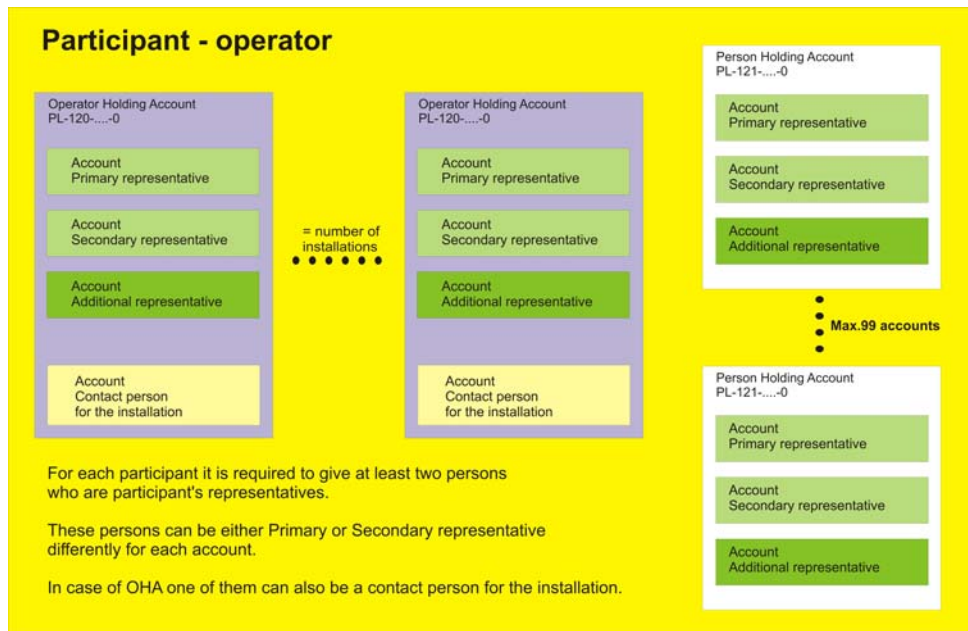 Participant - operator
Operator Holding Account
PL-120-....-0
Account
Primary representative
Account
Secondary representative
Account
Additional representative
Account
Contact person
for the installation
= number of
installations
Operator Holding Account
PL-120-....-0
Account
Primary representative
Account
Secondary representative
Account
Additional representative
Account
Contact person
for the installation
Person Holding Account
PL-121-....-0
Account
Primary representative
Account
Secondary representative
Account
Additional representative
Max.99 accounts
Person Holding Account
PL-121-....-0
Account
Primary representative
Account
Secondary representative
Account
Additional representative
For each participant it is required to give at least two persons
who are participant's representatives.
These persons can be either Primary or Secondary representative
differently for each account.
In case of OHA one of them can also be a contact person for the installation.